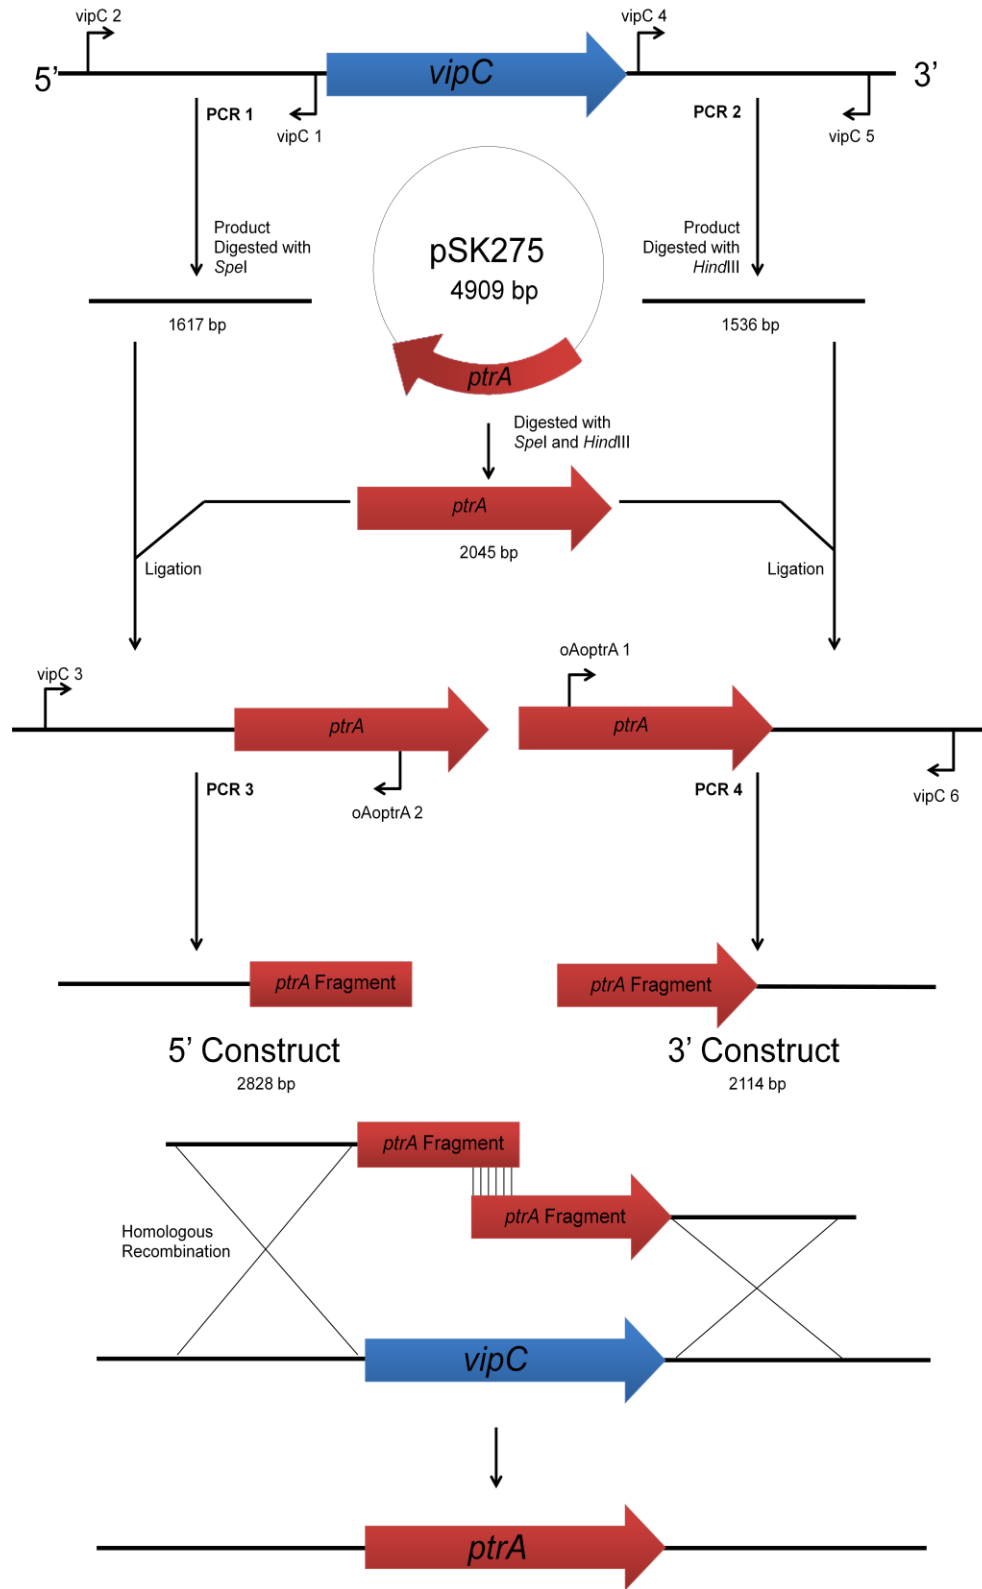 vipC 2
vipC 4
5’
vipC
3’
PCR 1
vipC 1
PCR 2
vipC 5
Product
Digested with
SpeI
pSK275
4909 bp
Product
Digested with
HindIII
1617 bp
1536 bp
ptrA
Digested with
SpeI and HindIII
ptrA
2045 bp
Ligation
Ligation
vipC 3
oAoptrA 1
ptrA
ptrA
PCR 3
oAoptrA 2
PCR 4
vipC 6
ptrA Fragment
ptrA Fragment
5’ Construct
2828 bp
3’ Construct
2114 bp
ptrA Fragment
ptrA Fragment
Homologous
Recombination
vipC
ptrA